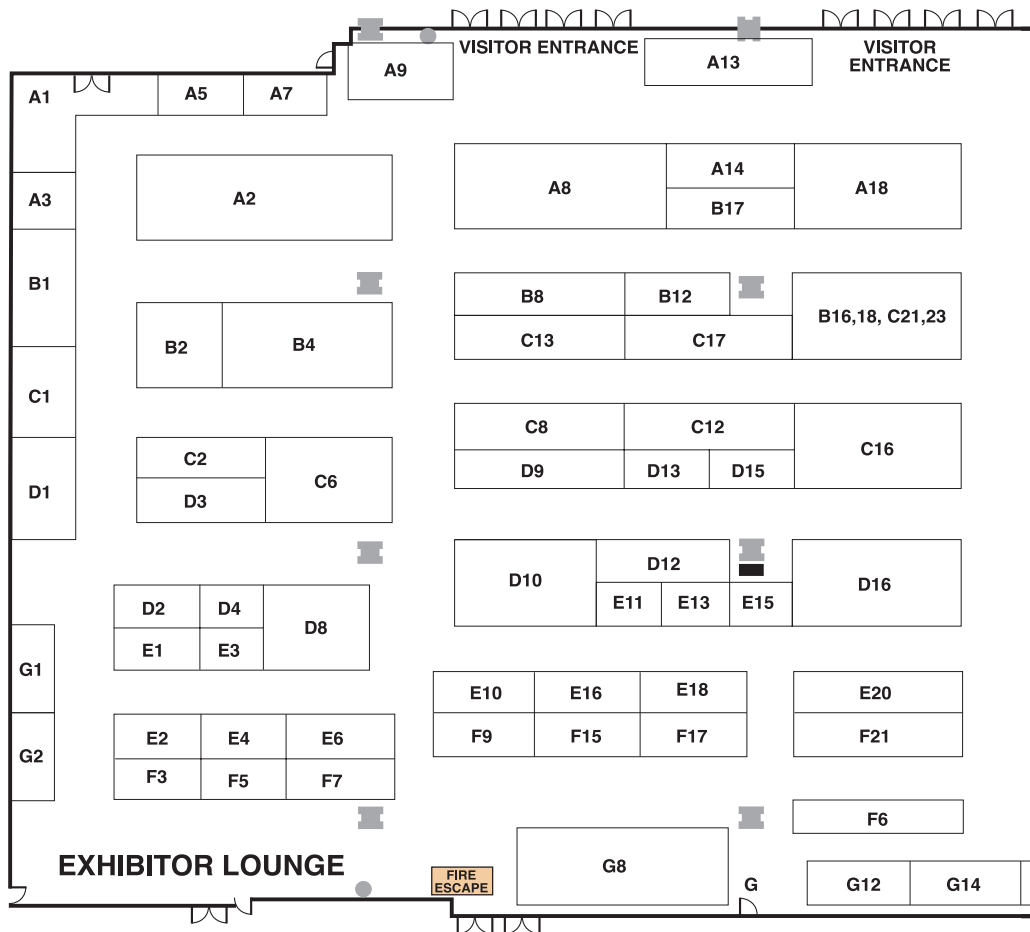 VISITOR ENTRANCE
VISITOR
ENTRANCE
A9
A13
A1
A5
A7
A3
A2
A8
A14
B17
A18
B1
B8
B12
B16,18, C21,23
B2
B4
C13
C17
C1
C8
C12
C16
C2
C6
D9
D13
D15
D1
D3
D10
D12
D16
E11
E13
E15
D2
D4
D8
E1
E3
G1
E10
E16
E18
E20
F9
F15
F17
F21
G2
E2
E4
E6
F3
F5
F7
F6
EXHIBITOR LOUNGE
FIRE
ESCAPE
G8
G
G12
G14